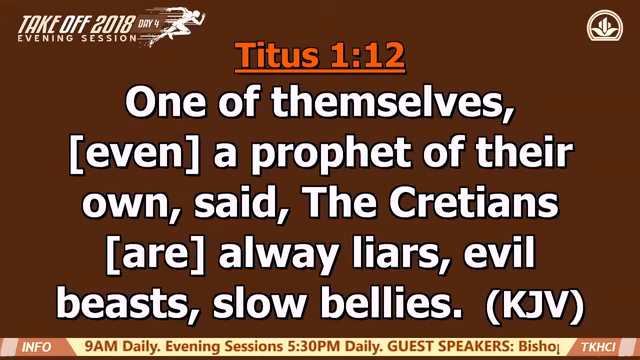 TAKE OFF 2018 DAY 4
EVENING SESSION
Titus 1:12
One of themselves,
[even] a prophet of their
own, said, The Cretians
[are] alway liars, evil
beasts, slow bellies. (KJV)
INFO 9AM Daily. Evening Sessions 5:30PM Daily. GUEST SPEAKERS: Bishop TKHCI